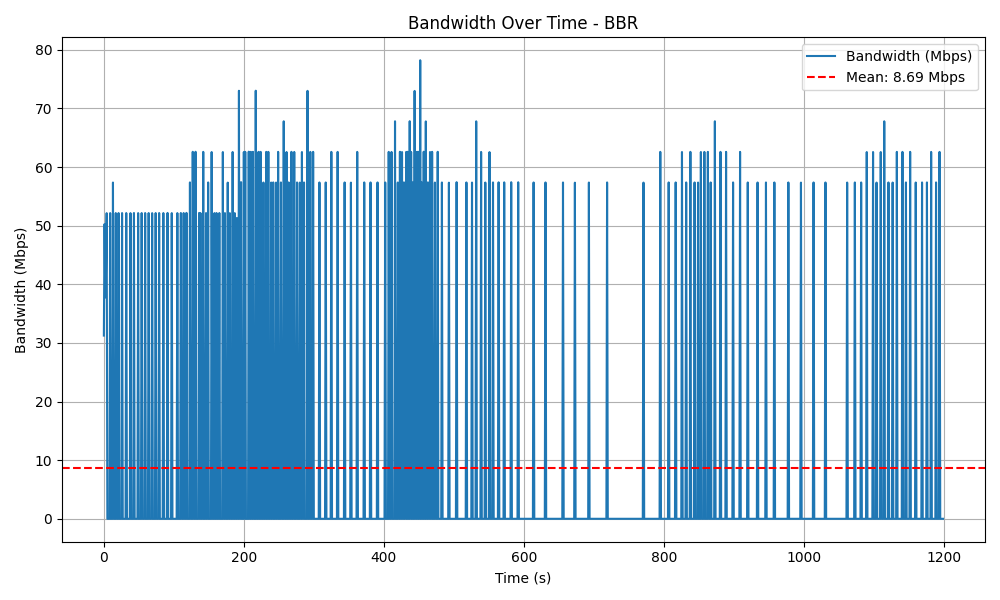 Bandwidth Over Time - BBR
Bandwidth (Mbps)
Mean: 8.69 Mbps
Bandwidth (Mbps)
80
70
60
50
40
30
20
10
0
0 200 400 600 800 1000 1200
Time (s)